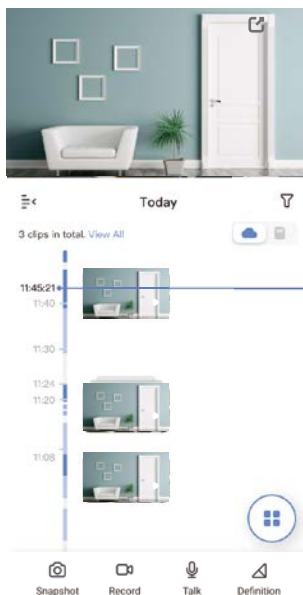 Today
3 clips in total. View All
11:45:21
11:40
11:30
11:24
11:20
11:08
Snapshot Record Talk Definition